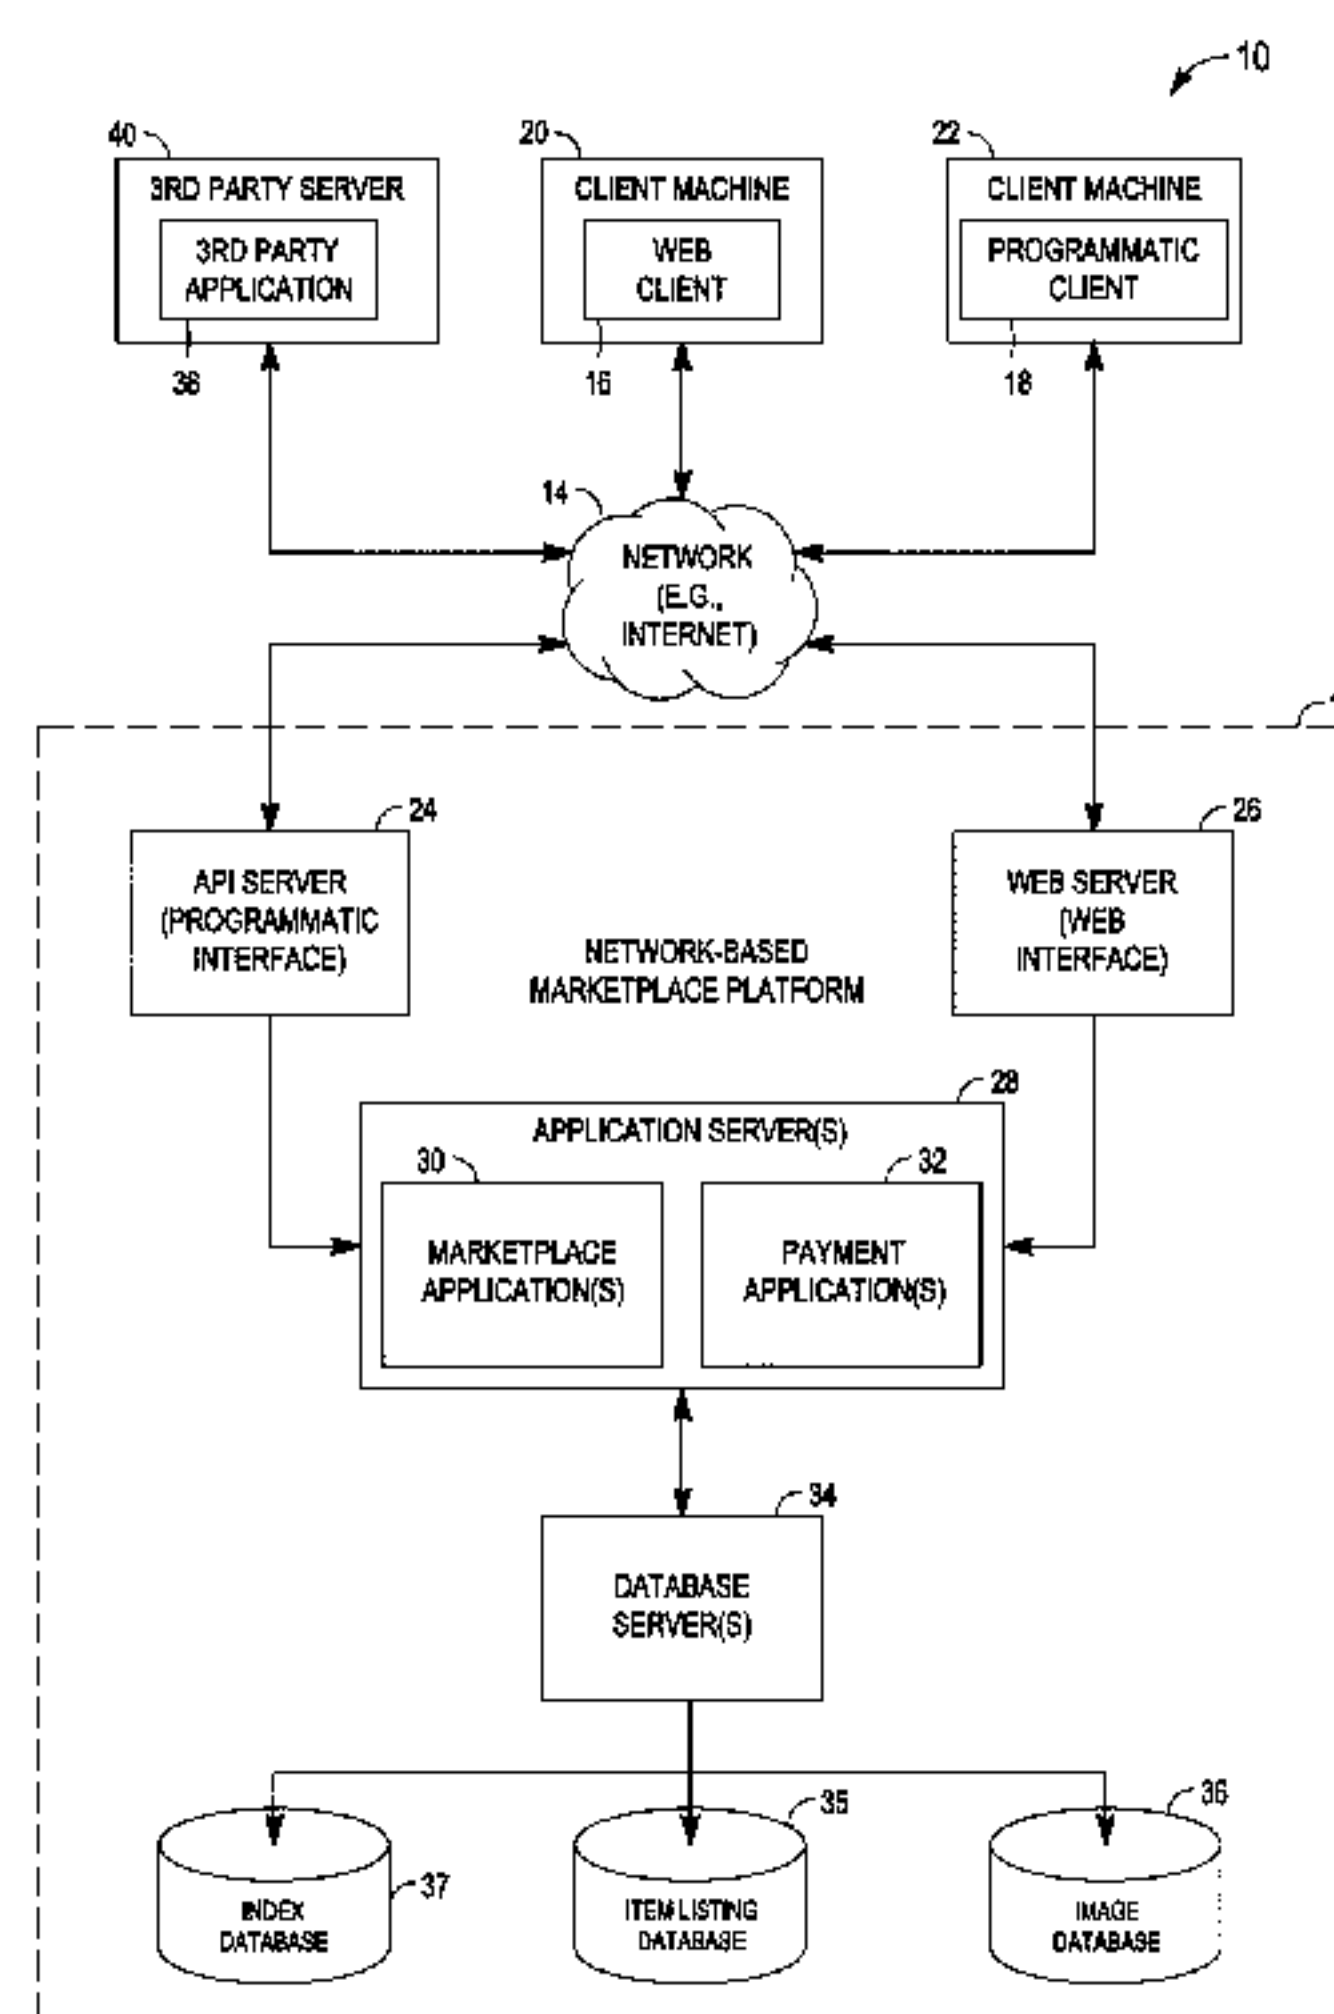 10
40
20
22
3RD PARTY SERVER
CLIENT MACHINE
CLIENT MACHINE
3RD PARTY
APPLICATION
WEB
CLIENT
PROGRAMMATIC
CLIENT
38
16
18
14
NETWORK
(E.G.,
INTERNET)
24
26
API SERVER
(PROGRAMMATIC
INTERFACE)
WEB SERVER
(WEB
INTERFACE)
NETWORK-BASED
MARKETPLACE PLATFORM
28
APPLICATION SERVER(S)
30
32
MARKETPLACE
APPLICATION(S)
PAYMENT
APPLICATION(S)
34
DATABASE
SERVER(S)
35
36
37
INDEX
DATABASE
ITEM LISTING
DATABASE
IMAGE
DATABASE